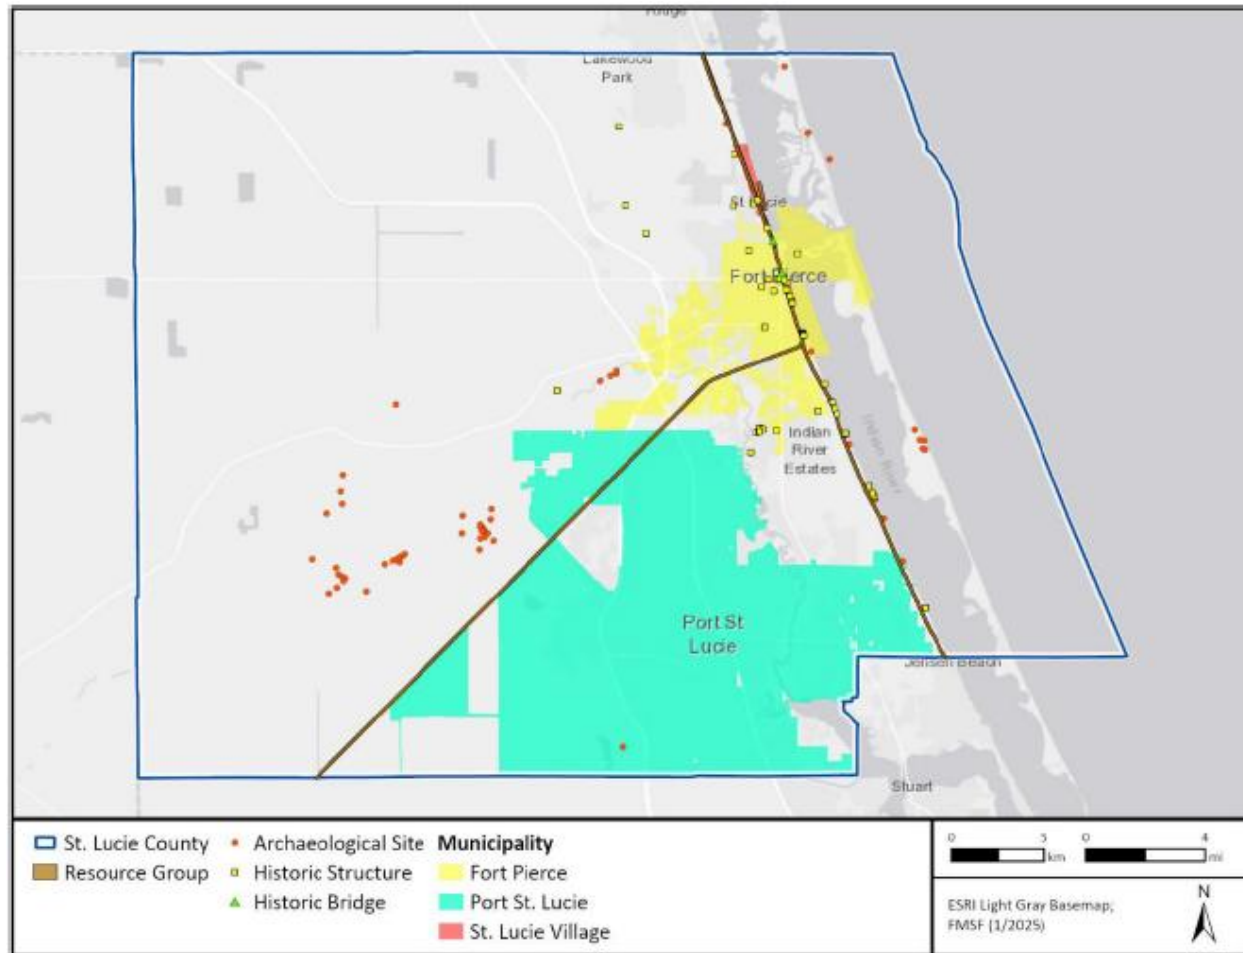 Lakewood
Park
St Lucie
Fort Pierce
Indian
River
Estates
Indian River
Port St
Lucie
Jensen Beach
Stuart
St. Lucie County
Resource Group
Archaeological Site
Historic Structure
Historic Bridge
Municipality
Fort Pierce
Port St. Lucie
St. Lucie Village
0 3 km
0 4 mi
ESRI Light Gray Basemap;
FMSF (1/2025)
N